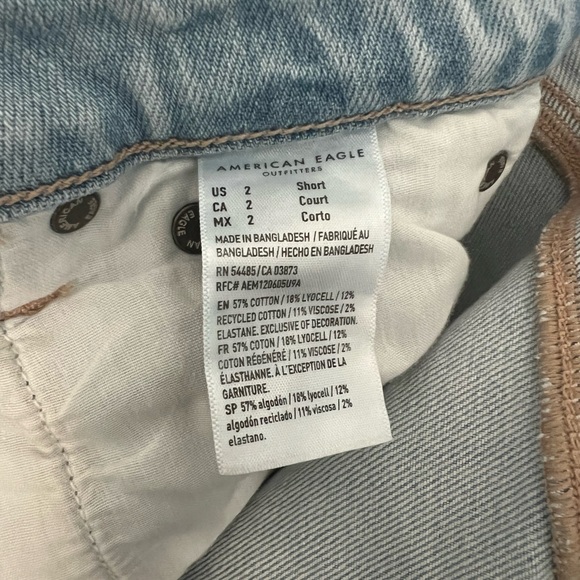 AMERICAN EAGLE
OUTFITTERS
US 2 Short
CA 2 Court
MX 2 Corto
MADE IN BANGLADESH / FABRIQUÉ AU
BANGLADESH / HECHO EN BANGLADESH
RN 54485/CA 03873
RFC# AEM120605U9A
EN 57% COTTON / 18% LYOCELL / 12%
RECYCLED COTTON / 11% VISCOSE / 2%
ELASTANE. EXCLUSIVE OF DECORATION.
FR 57% COTON / 18% LYOCELL / 12%
COTON RÉGÉNÉRÉ / 11% VISCOSE / 2%
ÉLASTHANNE. À L'EXCEPTION DE LA
GARNITURE.
SP 57% algodón / 18% lyocell / 12%
algodón reciclado / 11% viscosa / 2%
elastano.